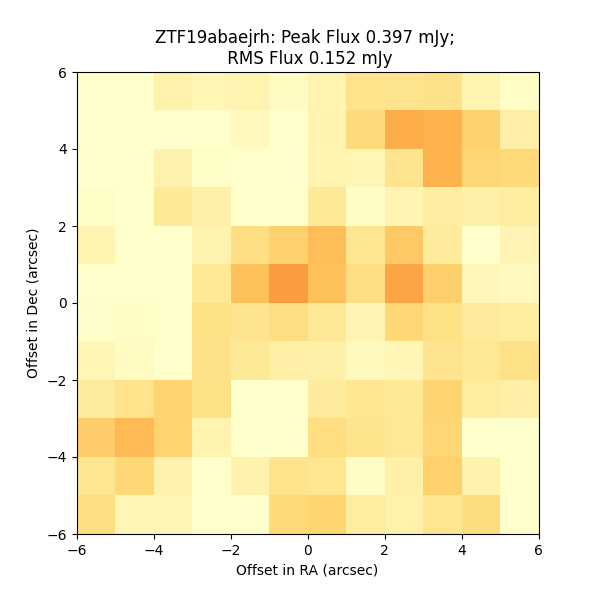 ZTF19abaejrh: Peak Flux 0.397 mJy;
RMS Flux 0.152 mJy
6
4
2
0
−2
−4
−6
Offset in Dec (arcsec)
−6 −4 −2 0 2 4 6
Offset in RA (arcsec)